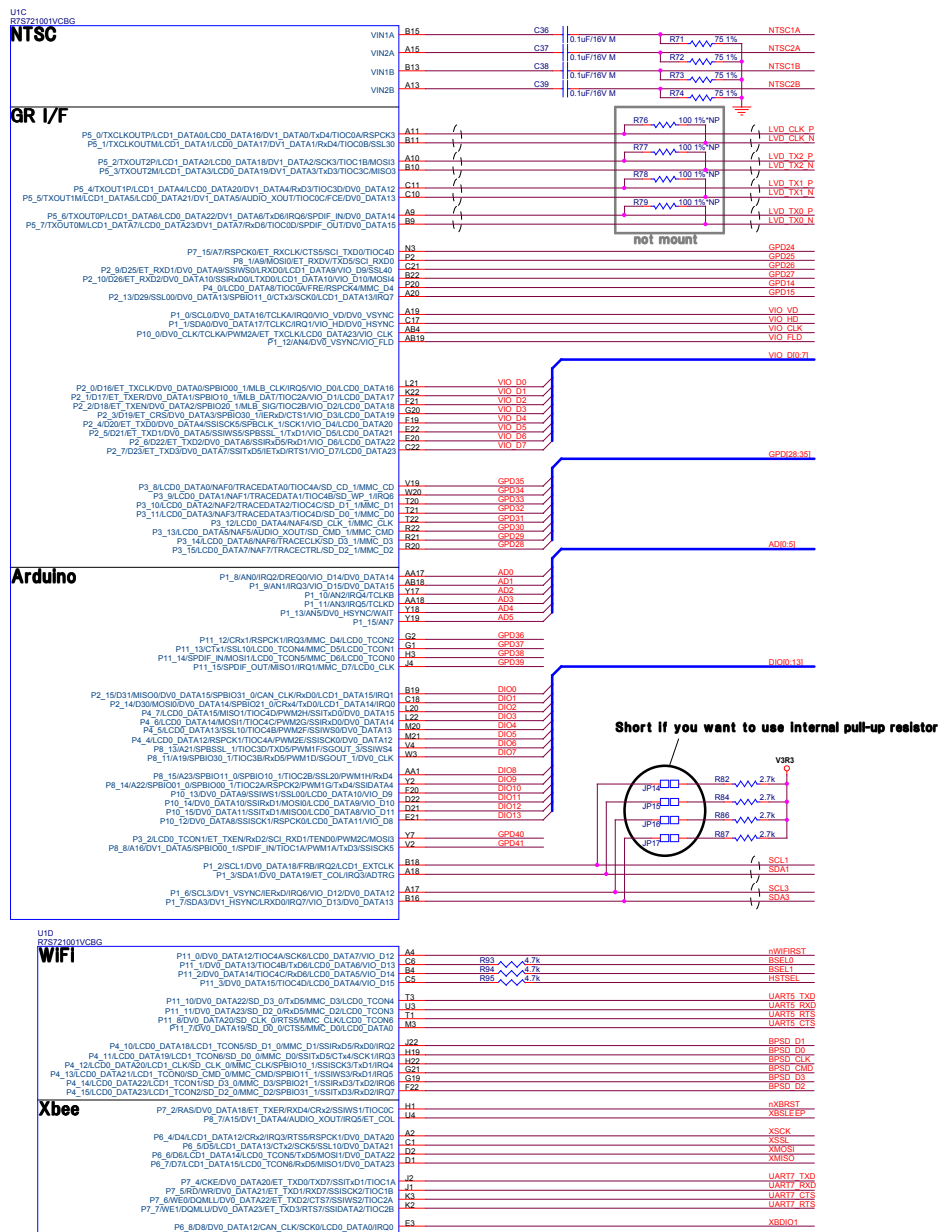 U1C
R7S721001VCBG
NTSC
VIN1A B15 C36 0.1uF/16V M R71 75 1% NTSC1A
VIN2A A15 C37 0.1uF/16V M R72 75 1% NTSC2A
VIN1B B13 C38 0.1uF/16V M R73 75 1% NTSC1B
VIN2B A13 C39 0.1uF/16V M R74 75 1% NTSC2B
GR I/F
P5_0/TXCLKOUTP/LCD1_DATA0/LCD0_DATA16/DV1_DATA0/TxD4/TIOC0A/RSPCK3 A11 R76 100 1%*NP LVD_CLK_P
P5_1/TXCLKOUTM/LCD1_DATA1/LCD0_DATA17/DV1_DATA1/RxD4/TIOC0B/SSL30 B11 LVD_CLK_N
P5_2/TXOUT2P/LCD1_DATA2/LCD0_DATA18/DV1_DATA2/SCK3/TIOC1B/MOSI3 A10 R77 100 1%*NP LVD_TX2_P
P5_3/TXOUT2M/LCD1_DATA3/LCD0_DATA19/DV1_DATA3/TxD3/TIOC3C/MISO3 B10 LVD_TX2_N
P5_4/TXOUT1P/LCD1_DATA4/LCD0_DATA20/DV1_DATA4/RxD3/TIOC3D/DV0_DATA12 C11 R78 100 1%*NP LVD_TX1_P
P5_5/TXOUT1M/LCD1_DATA5/LCD0_DATA21/DV1_DATA5/AUDIO_XOUT/TIOC0C/FCE/DV0_DATA13 C10 LVD_TX1_N
P5_6/TXOUT0P/LCD1_DATA6/LCD0_DATA22/DV1_DATA6/TxD6/IRQ6/SPDIF_IN/DV0_DATA14 A9 R79 100 1%*NP LVD_TX0_P
P5_7/TXOUT0M/LCD1_DATA7/LCD0_DATA23/DV1_DATA7/RxD6/TIOC0D/SPDIF_OUT/DV0_DATA15 B9 LVD_TX0_N
not mount
P7_15/A7/RSPCK0/ET_RXCLK/CTS5/SCI_TXD0/TIOC4D N3 GPD24
P8_1/A9/MOSI0/ET_RXDV/TXD5/SCI_RXD0 P2 GPD25
P2_9/D25/ET_RXD1/DV0_DATA9/SSIWS0/LRXD0/LCD1_DATA9/VIO_D9/SSL40 C21 GPD26
P2_10/D26/ET_RXD2/DV0_DATA10/SSIRxD0/LTXD0/LCD1_DATA10/VIO_D10/MOSI4 B22 GPD27
P4_0/LCD0_DATA8/TIOC0A/FRE/RSPCK4/MMC_D4 P20 GPD14
P2_13/D29/SSL00/DV0_DATA13/SPBIO11_0/CTx3/SCK0/LCD1_DATA13/IRQ7 A20 GPD15
P1_0/SCL0/DV0_DATA16/TCLKA/IRQ0/VIO_VD/DV0_VSYNC A19 VIO_VD
P1_1/SDA0/DV0_DATA17/TCLKC/IRQ1/VIO_HD/DV0_HSYNC C17 VIO_HD
P10_0/DV0_CLK/TCLKA/PWM2A/ET_TXCLK/LCD0_DATA23/VIO_CLK AB4 VIO_CLK
P1_12/AN4/DV0_VSYNC/VIO_FLD AB19 VIO_FLD
VIO_D[0:7]
P2_0/D16/ET_TXCLK/DV0_DATA0/SPBIO00_1/MLB_CLK/IRQ5/VIO_D0/LCD0_DATA16 L21 VIO_D0
P2_1/D17/ET_TXER/DV0_DATA1/SPBIO10_1/MLB_DAT/TIOC2A/VIO_D1/LCD0_DATA17 K22 VIO_D1
P2_2/D18/ET_TXEN/DV0_DATA2/SPBIO20_1/MLB_SIG/TIOC2B/VIO_D2/LCD0_DATA18 F21 VIO_D2
P2_3/D19/ET_CRS/DV0_DATA3/SPBIO30_1/IERxD/CTS1/VIO_D3/LCD0_DATA19 G20 VIO_D3
P2_4/D20/ET_TXD0/DV0_DATA4/SSISCK5/SPBCLK_1/SCK1/VIO_D4/LCD0_DATA20 F19 VIO_D4
P2_5/D21/ET_TXD1/DV0_DATA5/SSIWS5/SPBSSL_1/TxD1/VIO_D5/LCD0_DATA21 E22 VIO_D5
P2_6/D22/ET_TXD2/DV0_DATA6/SSIRxD5/RxD1/VIO_D6/LCD0_DATA22 E20 VIO_D6
P2_7/D23/ET_TXD3/DV0_DATA7/SSITxD5/IETxD/RTS1/VIO_D7/LCD0_DATA23 C22 VIO_D7
GPD[28:35]
P3_8/LCD0_DATA0/NAF0/TRACEDATA0/TIOC4A/SD_CD_1/MMC_CD V19 GPD35
P3_9/LCD0_DATA1/NAF1/TRACEDATA1/TIOC4B/SD_WP_1/IRQ6 W20 GPD34
P3_10/LCD0_DATA2/NAF2/TRACEDATA2/TIOC4C/SD_D1_1/MMC_D1 T20 GPD33
P3_11/LCD0_DATA3/NAF3/TRACEDATA3/TIOC4D/SD_D0_1/MMC_D0 T21 GPD32
P3_12/LCD0_DATA4/NAF4/SD_CLK_1/MMC_CLK T22 GPD31
P3_13/LCD0_DATA5/NAF5/AUDIO_XOUT/SD_CMD_1/MMC_CMD R22 GPD30
P3_14/LCD0_DATA6/NAF6/TRACECLK/SD_D3_1/MMC_D3 R21 GPD29
P3_15/LCD0_DATA7/NAF7/TRACECTRL/SD_D2_1/MMC_D2 R20 GPD28
AD[0:5]
Arduino
P1_8/AN0/IRQ2/DREQ0/VIO_D14/DV0_DATA14 AA17 AD0
P1_9/AN1/IRQ3/VIO_D15/DV0_DATA15 AB18 AD1
P1_10/AN2/IRQ4/TCLKB Y17 AD2
P1_11/AN3/IRQ5/TCLKD AA18 AD3
P1_13/AN5/DV0_HSYNC/WAIT Y18 AD4
P1_15/AN7 Y19 AD5
P11_12/CRx1/RSPCK1/IRQ3/MMC_D4/LCD0_TCON2 G2 GPD36
P11_13/CTx1/SSL10/LCD0_TCON4/MMC_D5/LCD0_TCON1 G1 GPD37
P11_14/SPDIF_IN/MOSI1/LCD0_TCON5/MMC_D6/LCD0_TCON0 H3 GPD38
P11_15/SPDIF_OUT/MISO1/IRQ1/MMC_D7/LCD0_CLK J4 GPD39
DIO[0:13]
P2_15/D31/MISO0/DV0_DATA15/SPBIO31_0/CAN_CLK/RxD0/LCD1_DATA15/IRQ1 B19 DIO0
P2_14/D30/MOSI0/DV0_DATA14/SPBIO21_0/CRx4/TxD0/LCD1_DATA14/IRQ0 C18 DIO1
P4_7/LCD0_DATA15/MISO1/TIOC4D/PWM2H/SSITxD0/DV0_DATA15 L20 DIO2
P4_6/LCD0_DATA14/MOSI1/TIOC4C/PWM2G/SSIRxD0/DV0_DATA14 L22 DIO3
P4_5/LCD0_DATA13/SSL10/TIOC4B/PWM2F/SSIWS0/DV0_DATA13 M20 DIO4
P4_4/LCD0_DATA12/RSPCK1/TIOC4A/PWM2E/SSISCK0/DV0_DATA12 M21 DIO5
P8_13/A21/SPBSSL_1/TIOC3D/TXD5/PWM1F/SGOUT_3/SSIWS4 V4 DIO6
P8_11/A19/SPBIO30_1/TIOC3B/RxD5/PWM1D/SGOUT_1/DV0_CLK W3 DIO7
P8_15/A23/SPBIO11_0/SPBIO10_1/TIOC2B/SSL20/PWM1H/RxD4 AA1 DIO8
P8_14/A22/SPBIO01_0/SPBIO00_1/TIOC2A/RSPCK2/PWM1G/TxD4/SSIDATA4 Y2 DIO9
P10_13/DV0_DATA9/SSIWS1/SSL00/LCD0_DATA10/VIO_D9 F20 DIO10
P10_14/DV0_DATA10/SSIRxD1/MOSI0/LCD0_DATA9/VIO_D10 D22 DIO11
P10_15/DV0_DATA11/SSITxD1/MISO0/LCD0_DATA8/VIO_D11 D21 DIO12
P10_12/DV0_DATA8/SSISCK1/RSPCK0/LCD0_DATA11/VIO_D8 E21 DIO13
Short if you want to use internal pull-up resistor
V3R3
JP14 R82 2.7k
JP15 R84 2.7k
JP16 R86 2.7k
JP17 R87 2.7k
P3_2/LCD0_TCON1/ET_TXEN/RxD2/SCI_RXD1/TEND0/PWM2C/MOSI3 Y7 GPD40
P8_8/A16/DV1_DATA5/SPBIO00_1/SPDIF_IN/TIOC1A/PWM1A/TxD3/SSISCK5 V2 GPD41
P1_2/SCL1/DV0_DATA18/FRB/IRQ2/LCD1_EXTCLK B18 SCL1
P1_3/SDA1/DV0_DATA19/ET_COL/IRQ3/ADTRG A18 SDA1
P1_6/SCL3/DV1_VSYNC/IERxD/IRQ6/VIO_D12/DV0_DATA12 A17 SCL3
P1_7/SDA3/DV1_HSYNC/LRXD0/IRQ7/VIO_D13/DV0_DATA13 B16 SDA3
U1D
R7S721001VCBG
WiFi
P11_0/DV0_DATA12/TIOC4A/SCK6/LCD0_DATA7/VIO_D12 A4 nWIFIRST
P11_1/DV0_DATA13/TIOC4B/TxD6/LCD0_DATA6/VIO_D13 C6 R93 4.7k BSEL0
P11_2/DV0_DATA14/TIOC4C/RxD6/LCD0_DATA5/VIO_D14 B4 R94 4.7k BSEL1
P11_3/DV0_DATA15/TIOC4D/LCD0_DATA4/VIO_D15 C5 R95 4.7k HSTSEL
P11_10/DV0_DATA22/SD_D3_0/TxD5/MMC_D3/LCD0_TCON4 T3 UART5_TXD
P11_11/DV0_DATA23/SD_D2_0/RxD5/MMC_D2/LCD0_TCON3 U3 UART5_RXD
P11_8/DV0_DATA20/SD_CLK_0/RTS5/MMC_CLK/LCD0_TCON6 T1 UART5_RTS
P11_7/DV0_DATA19/SD_D0_0/CTS5/MMC_D0/LCD0_DATA0 M3 UART5_CTS
P4_10/LCD0_DATA18/LCD1_TCON5/SD_D1_0/MMC_D1/SSIRxD5/RxD0/IRQ2 J22 BPSD_D1
P4_11/LCD0_DATA19/LCD1_TCON6/SD_D0_0/MMC_D0/SSITxD5/CTx4/SCK1/IRQ3 H19 BPSD_D0
P4_12/LCD0_DATA20/LCD1_CLK/SD_CLK_0/MMC_CLK/SPBIO10_1/SSISCK3/TxD1/IRQ4 H22 BPSD_CLK
P4_13/LCD0_DATA21/LCD1_TCON0/SD_CMD_0/MMC_CMD/SPBIO11_1/SSIWS3/RxD1/IRQ5 G21 BPSD_CMD
P4_14/LCD0_DATA22/LCD1_TCON1/SD_D3_0/MMC_D3/SPBIO21_1/SSIRxD3/TxD2/IRQ6 G19 BPSD_D3
P4_15/LCD0_DATA23/LCD1_TCON2/SD_D2_0/MMC_D2/SPBIO31_1/SSITxD3/RxD2/IRQ7 F22 BPSD_D2
Xbee
P7_2/RAS/DV0_DATA18/ET_TXER/RXD4/CRx2/SSIWS1/TIOC0C H1 nXBRST
P8_7/A15/DV1_DATA4/AUDIO_XOUT/IRQ5/ET_COL U4 XBSLEEP
P6_4/D4/LCD1_DATA12/CRx2/IRQ3/RTS5/RSPCK1/DV0_DATA20 A2 XSCK
P6_5/D5/LCD1_DATA13/CTx2/SCK5/SSL10/DV0_DATA21 C1 XSSL
P6_6/D6/LCD1_DATA14/LCD0_TCON5/TxD5/MOSI1/DV0_DATA22 D2 XMOSI
P6_7/D7/LCD1_DATA15/LCD0_TCON6/RxD5/MISO1/DV0_DATA23 D1 XMISO
P7_4/CKE/DV0_DATA20/ET_TXD0/TXD7/SSITxD1/TIOC1A J2 UART7_TXD
P7_5/RD/WR/DV0_DATA21/ET_TXD1/RXD7/SSISCK2/TIOC1B J1 UART7_RXD
P7_6/WE0/DQMLL/DV0_DATA22/ET_TXD2/CTS7/SSIWS2/TIOC2A K3 UART7_CTS
P7_7/WE1/DQMLU/DV0_DATA23/ET_TXD3/RTS7/SSIDATA2/TIOC2B K2 UART7_RTS
P6_8/D8/DV0_DATA12/CAN_CLK/SCK0/LCD0_DATA0/IRQ0 E3 XBDIO1